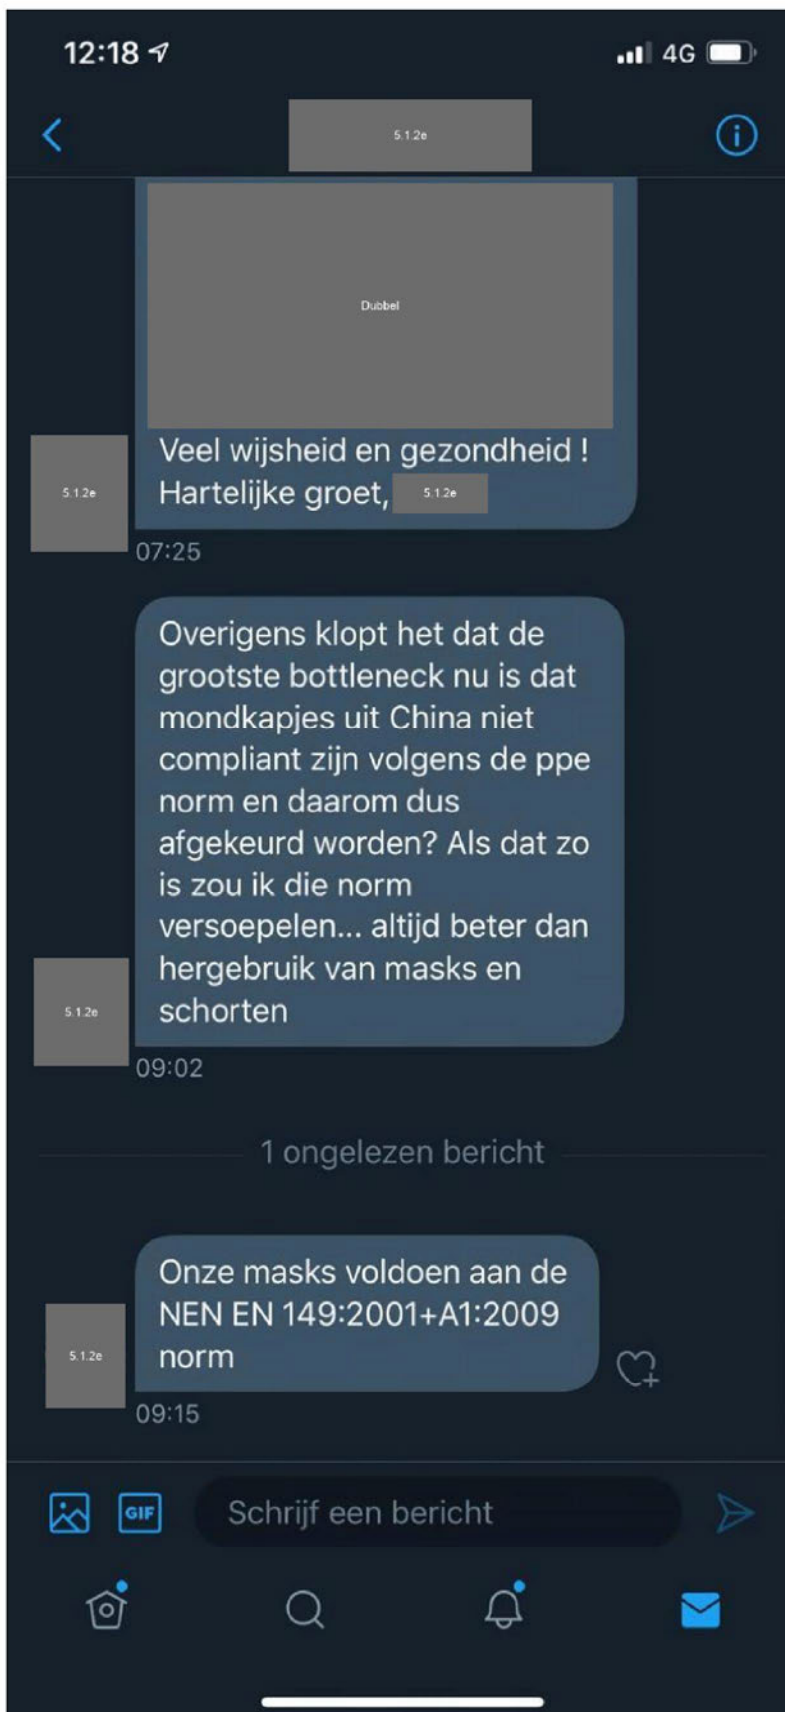 12:18
4G
5.1.2e
Dubbel
Veel wijsheid en gezondheid !
Hartelijke groet, 5.1.2e
5.1.2e
07:25
Overigens klopt het dat de
grootste bottleneck nu is dat
mondkapjes uit China niet
compliant zijn volgens de ppe
norm en daarom dus
afgekeurd worden? Als dat zo
is zou ik die norm
versoepelen... altijd beter dan
hergebruik van masks en
schorten
5.1.2e
09:02
1 ongelezen bericht
Onze masks voldoen aan de
NEN EN 149:2001+A1:2009
norm
5.1.2e
09:15
GIF
Schrijf een bericht